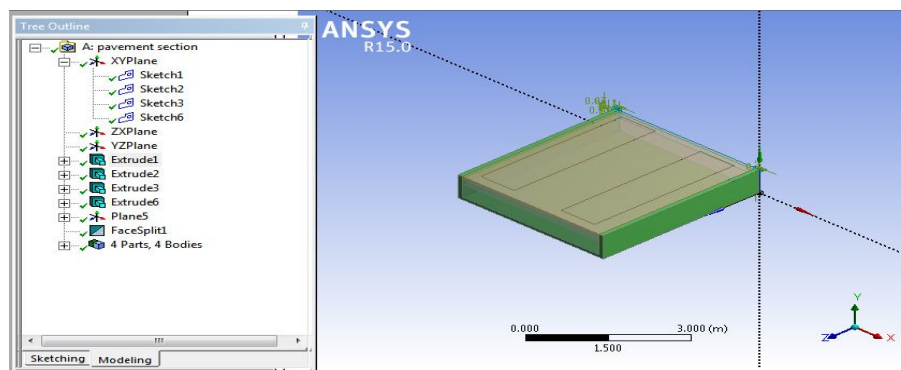 Tree Outline
A: pavement section
XYPlane
Sketch1
Sketch2
Sketch3
Sketch6
ZXPlane
YZPlane
Extrude1
Extrude2
Extrude3
Extrude6
Plane5
FaceSplit1
4 Parts, 4 Bodies
Sketching Modeling
ANSYS
R15.0
0.000 3.000 (m)
1.500
Y
Z X